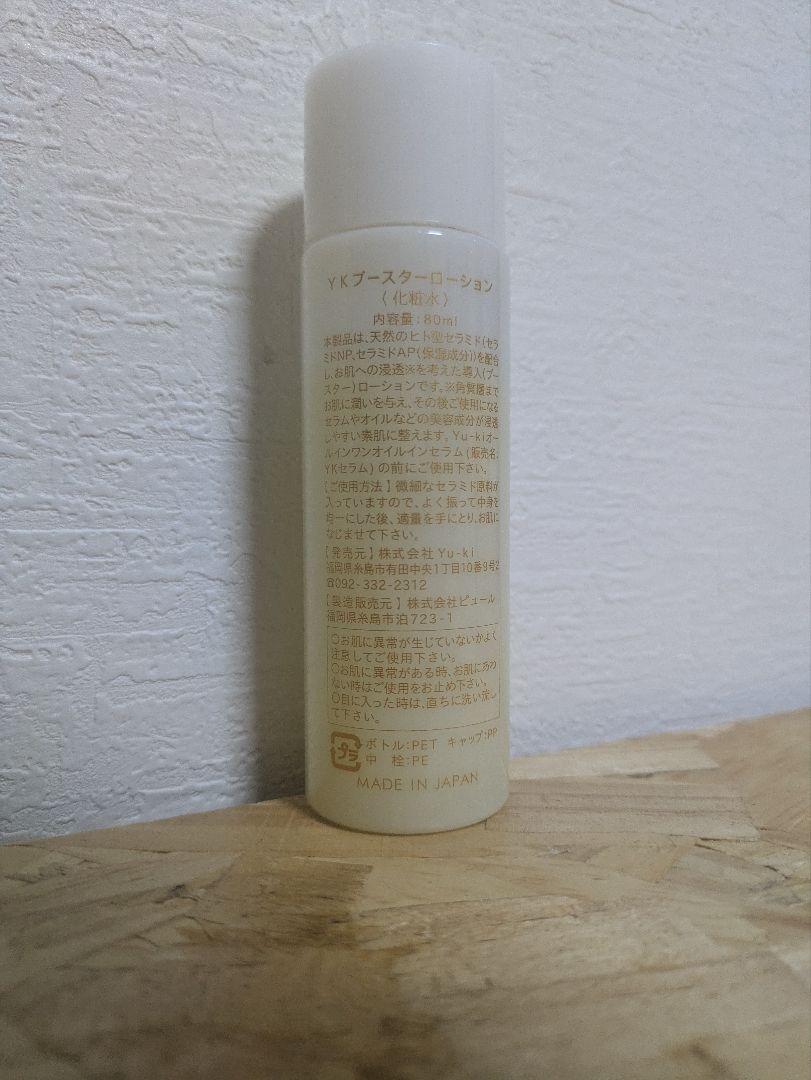 YKブースターローション
〈化粧水〉
内容量:80ml
本製品は、天然のヒト型セラミド(セラ
ミドNP、セラミドAP(保湿成分))を配合
し、お肌への浸透※を考えた導入(ブー
スター)ローションです。※角質層まで
お肌に潤いを与え、その後ご使用になる
セラムやオイルなどの美容成分が浸透
しやすい素肌に整えます。Yu-kiオー
ルインワンオイルインセラム(販売名:
YKセラム)の前にご使用下さい。
【ご使用方法】微細なセラミド原料が
入っていますので、よく振って中身を
均一にした後、適量を手にとり、お肌に
なじませて下さい。
【発売元】株式会社Yu-ki
福岡県糸島市有田中央1丁目10番9号2
☎092-332-2312
【製造販売元】株式会社ピュール
福岡県糸島市泊723-1
○お肌に異常が生じていないかよく
注意してご使用下さい。
○お肌に異常がある時、お肌に合わ
ない時はご使用をお止め下さい。
○目に入った時は、直ちに洗い流し
て下さい。
プラ ボトル:PET キャップ:PP
中 栓:PE
MADE IN JAPAN